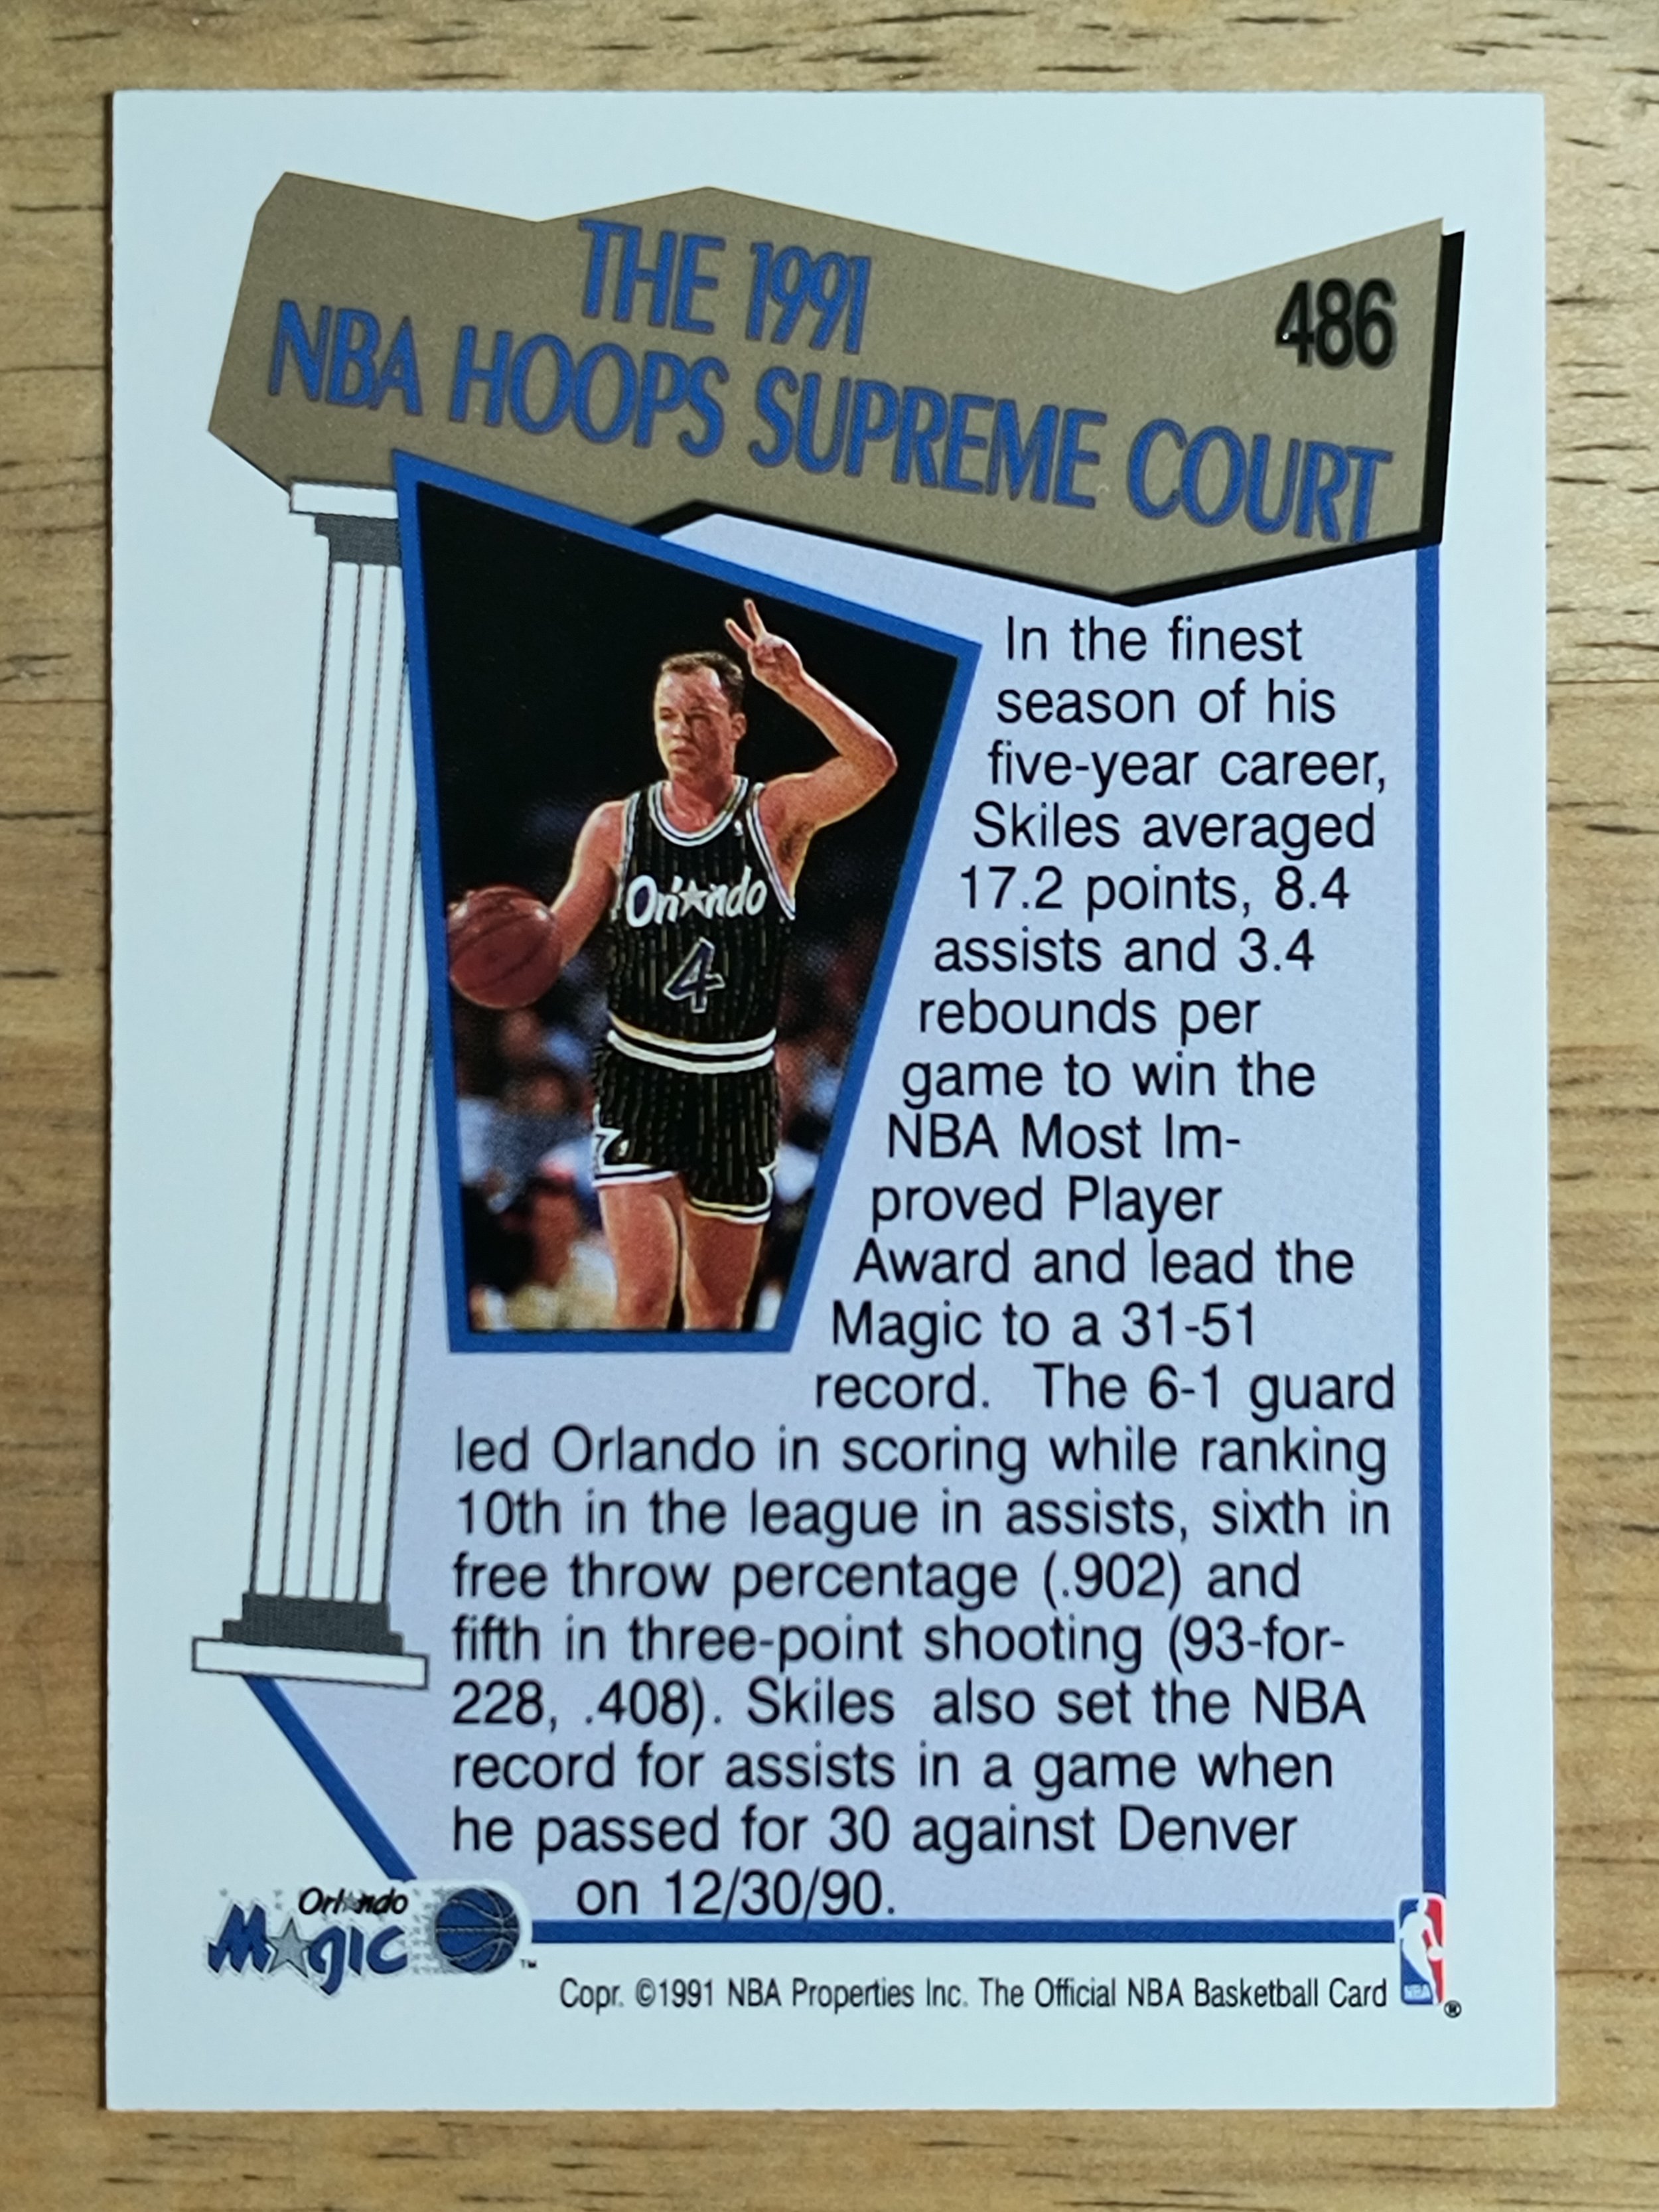 THE 1991
NBA HOOPS SUPREME COURT
486
In the finest
season of his
five-year career,
Skiles averaged
17.2 points, 8.4
assists and 3.4
rebounds per
game to win the
NBA Most Im-
proved Player
Award and lead the
Magic to a 31-51
record. The 6-1 guard
led Orlando in scoring while ranking
10th in the league in assists, sixth in
free throw percentage (.902) and
fifth in three-point shooting (93-for-
228, .408). Skiles also set the NBA
record for assists in a game when
he passed for 30 against Denver
on 12/30/90.
Orlando
4
Orlando
Magic
™
Copr. ©1991 NBA Properties Inc. The Official NBA Basketball Card
NBA
®